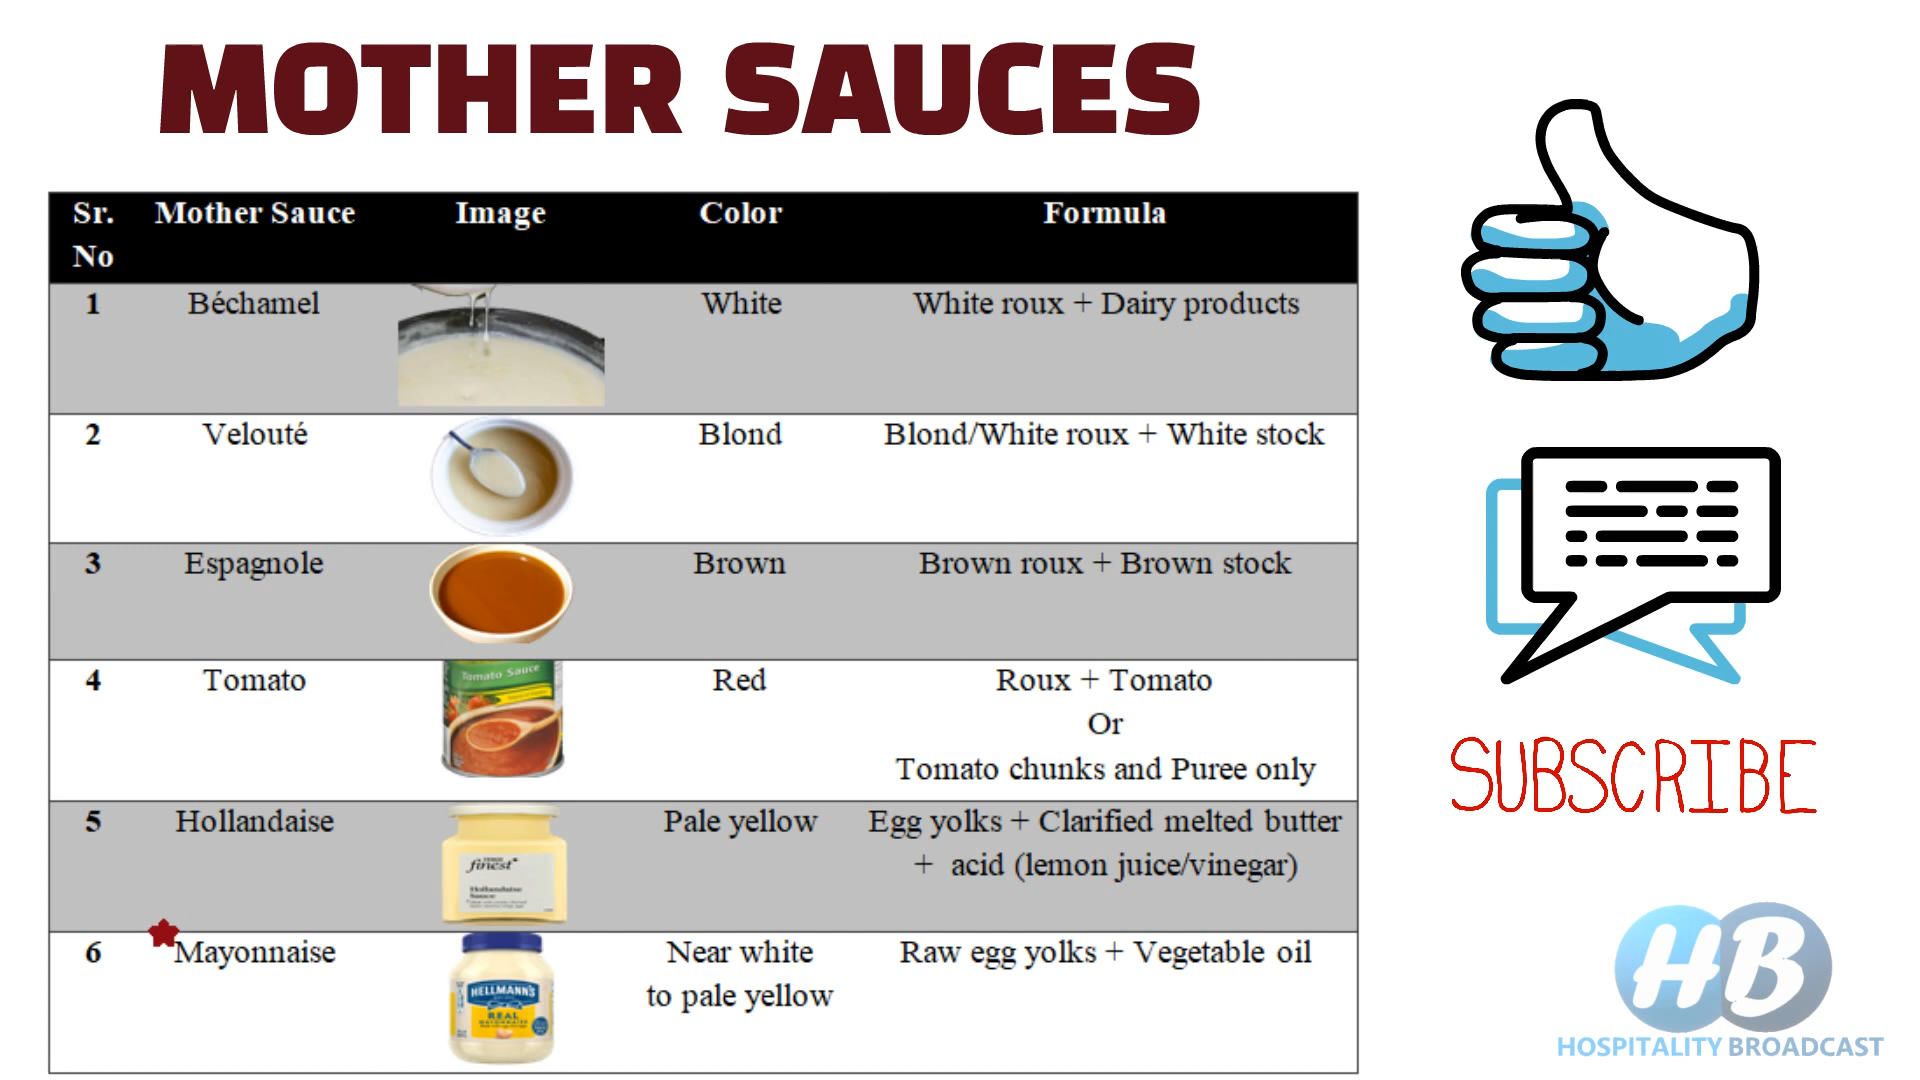 MOTHER SAUCES
Sr. No Mother Sauce Image Color Formula
1 Béchamel White White roux + Dairy products
2 Velouté Blond Blond/White roux + White stock
3 Espagnole Brown Brown roux + Brown stock
4 Tomato Tomato Sauce Red Roux + Tomato
Or
Tomato chunks and Puree only
5 Hollandaise Pale yellow Egg yolks + Clarified melted butter
+ acid (lemon juice/vinegar)
finest
Hollandaise
Sauce
6 Mayonnaise Near white Raw egg yolks + Vegetable oil
to pale yellow
HELLMANN'S
REAL
MAYONNAISE
SUBSCRIBE
HB
HOSPITALITY BROADCAST